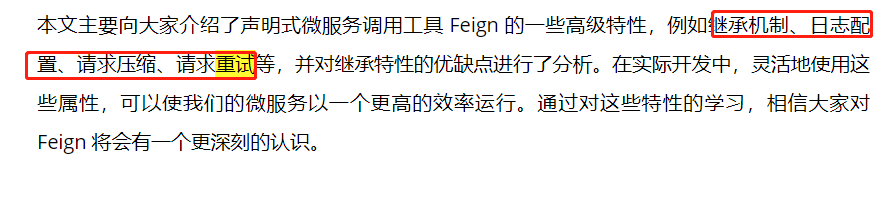 本文主要向大家介绍了声明式微服务调用工具 Feign 的一些高级特性，例如继承机制、日志配
置、请求压缩、请求重试等，并对继承特性的优缺点进行了分析。在实际开发中，灵活地使用这
些属性，可以使我们的微服务以一个更高的效率运行。通过对这些特性的学习，相信大家对
Feign 将会有一个更深刻的认识。